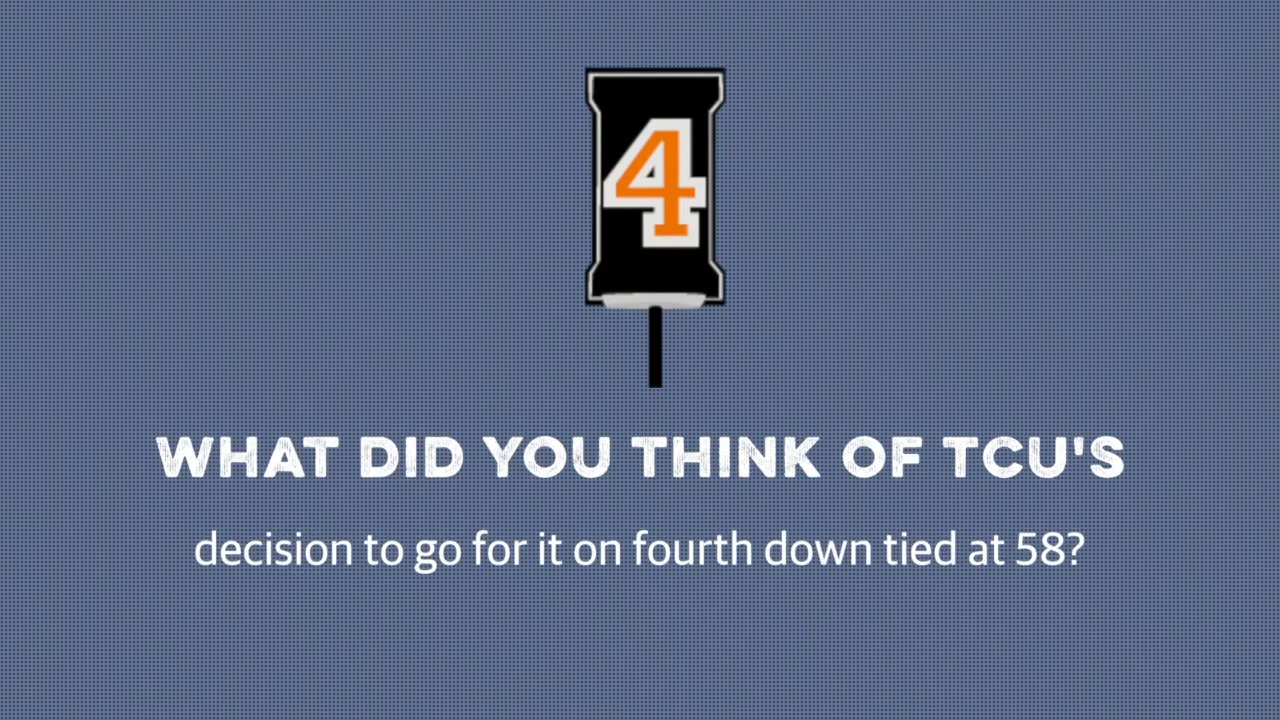 4
WHAT DID YOU THINK OF TCU'S
decision to go for it on fourth down tied at 58?